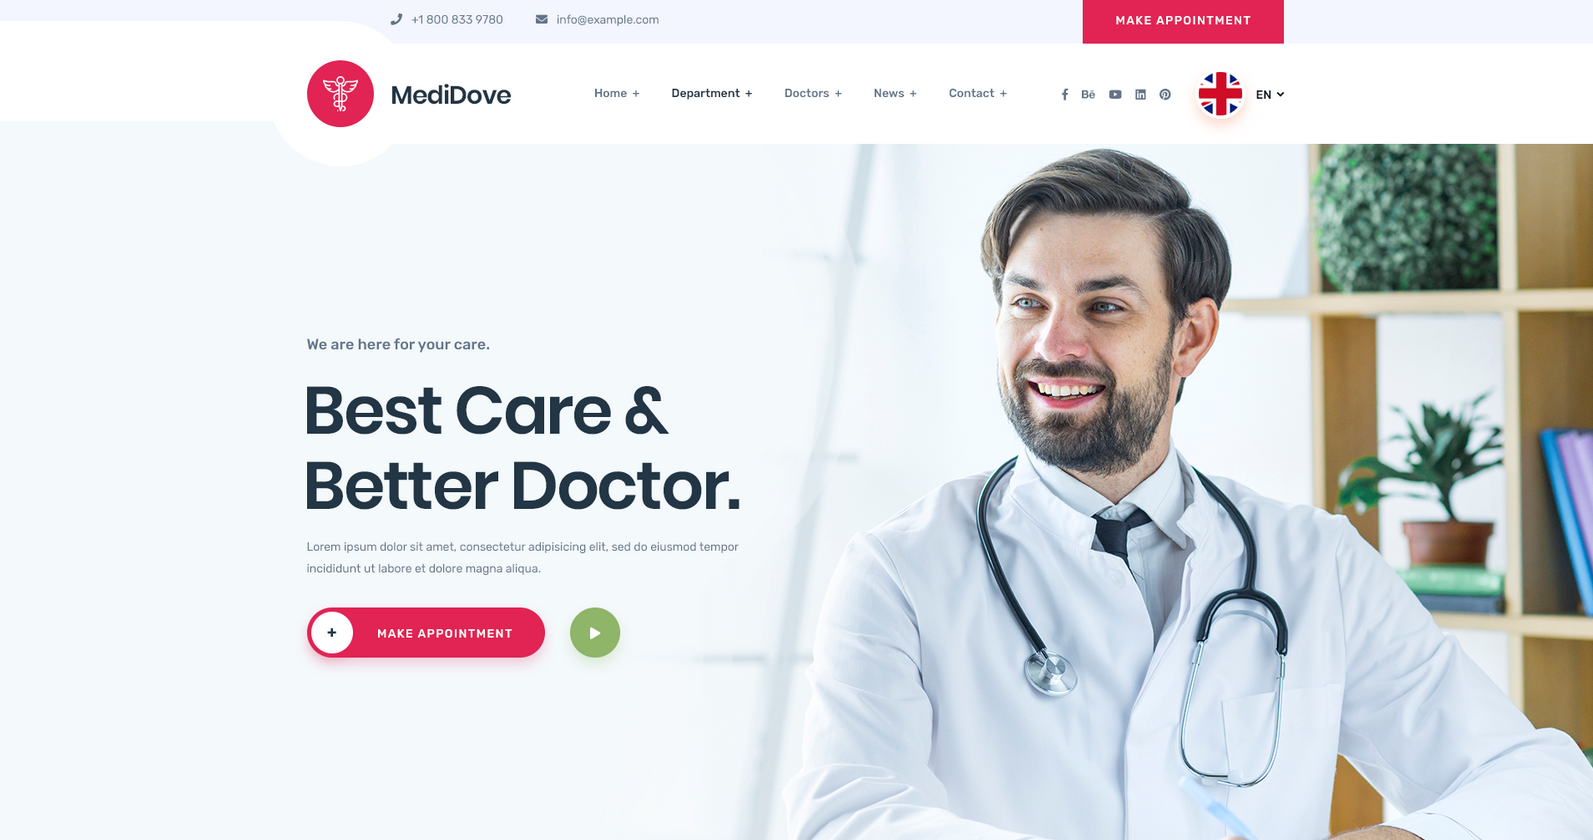 +1 800 833 9780
info@example.com
MAKE APPOINTMENT
MediDove
Home +
Department +
Doctors +
News +
Contact +
Bē
EN
We are here for your care.
Best Care &
Better Doctor.
Lorem ipsum dolor sit amet, consectetur adipisicing elit, sed do eiusmod tempor
incididunt ut labore et dolore magna aliqua.
MAKE APPOINTMENT